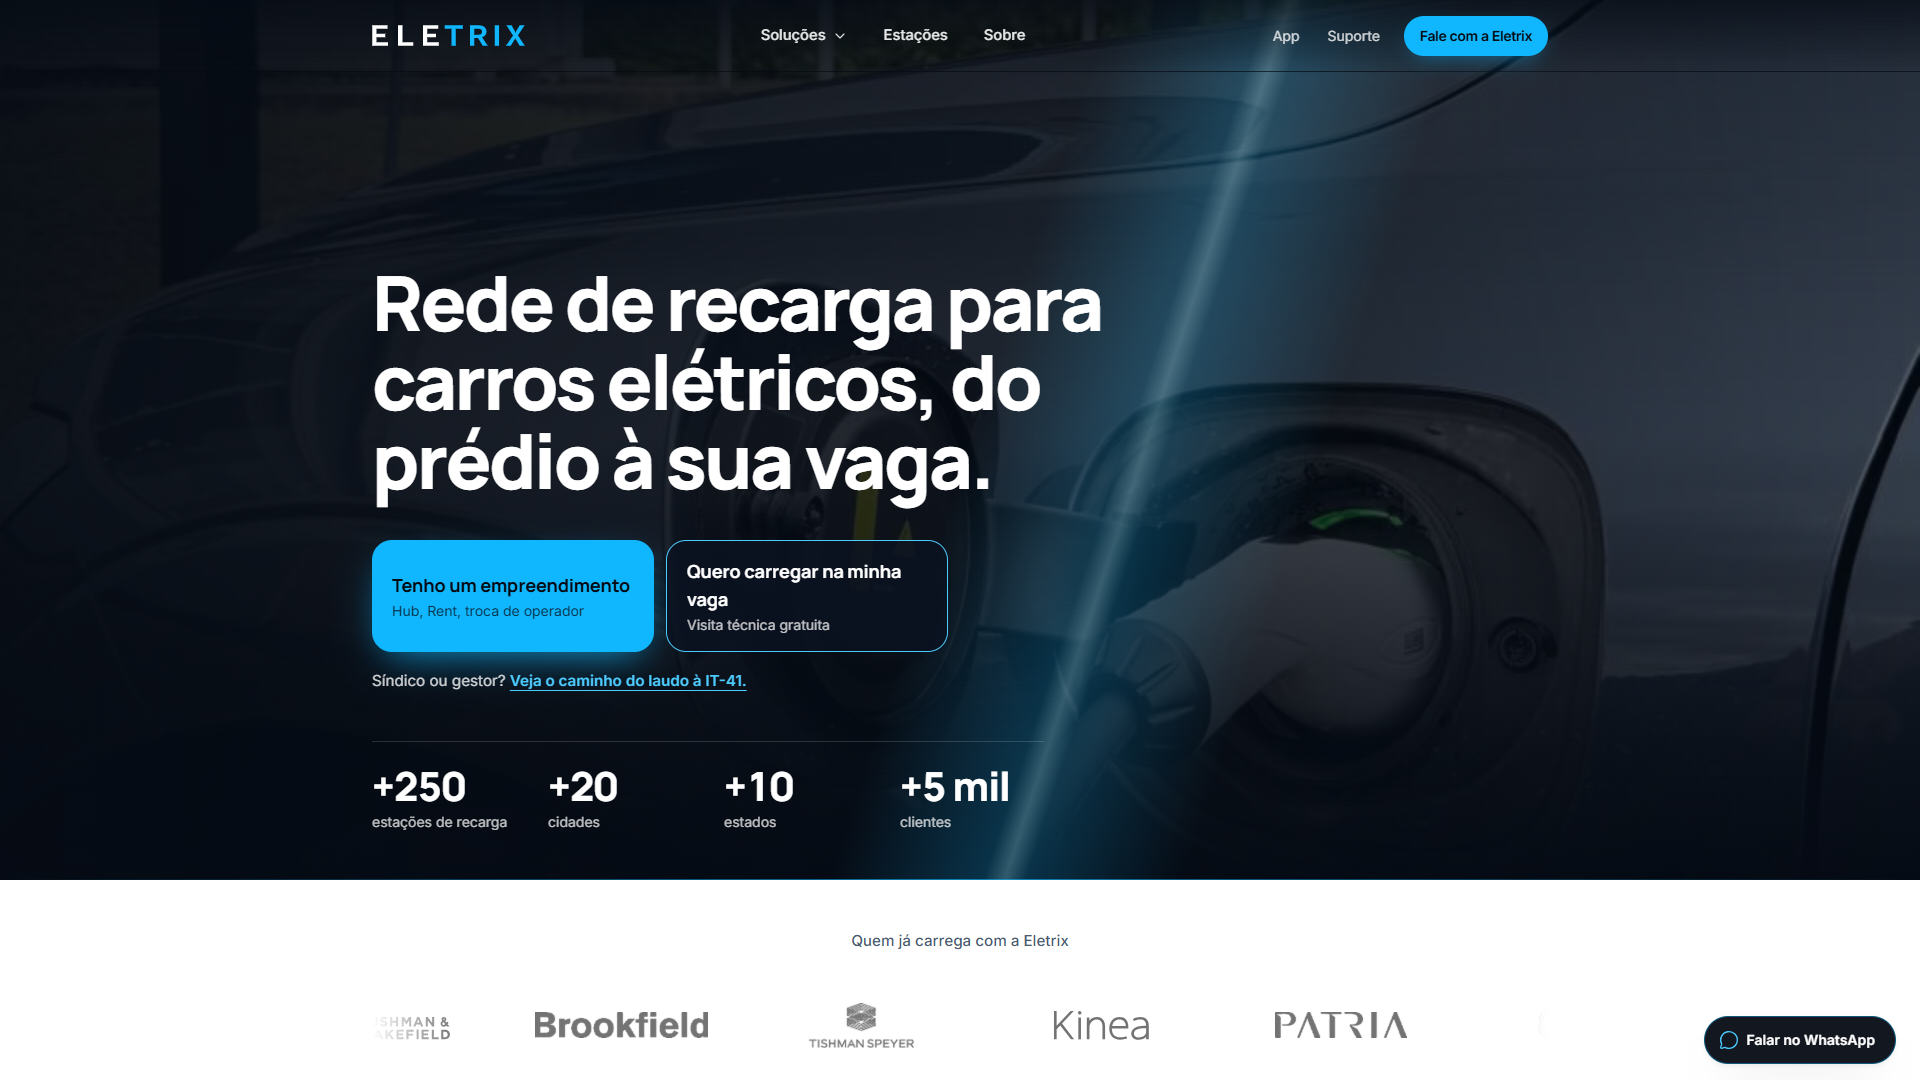 ELETRIX
Soluções
Estações
Sobre
App
Suporte
Fale com a Eletrix
Rede de recarga para
carros elétricos, do
prédio à sua vaga.
Tenho um empreendimento
Hub, Rent, troca de operador
Quero carregar na minha
vaga
Visita técnica gratuita
Síndico ou gestor? Veja o caminho do laudo à IT-41.
+250
estações de recarga
+20
cidades
+10
estados
+5 mil
clientes
Quem já carrega com a Eletrix
SHMAN &
AKEFIELD
Brookfield
TISHMAN SPEYER
Kinea
PATRIA
Falar no WhatsApp